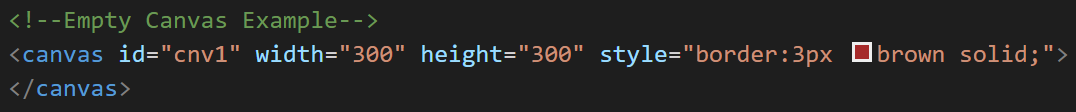 <!--Empty Canvas Example-->
<canvas id="cnv1" width="300" height="300" style="border:3px brown solid;">
</canvas>